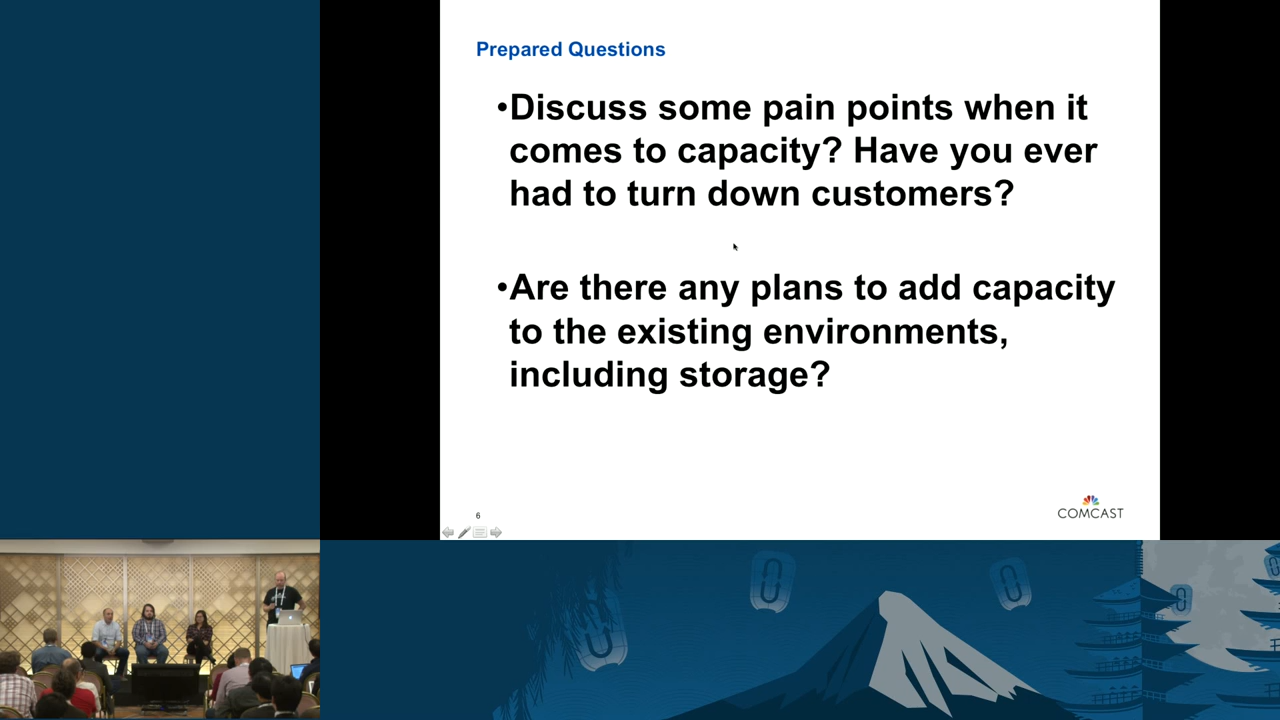 Prepared Questions
•Discuss some pain points when it
comes to capacity? Have you ever
had to turn down customers?
•Are there any plans to add capacity
to the existing environments,
including storage?
6
COMCAST